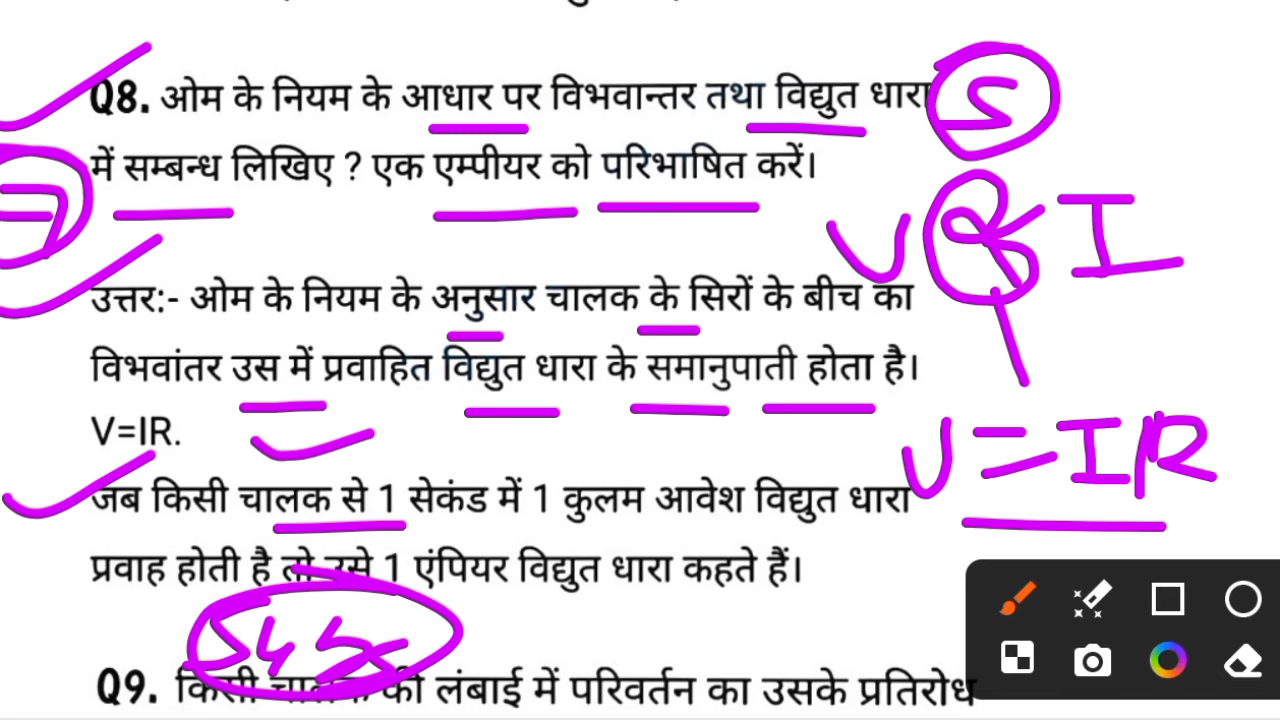 Q8. ओम के नियम के आधार पर विभवान्तर तथा विद्युत धारा
में सम्बन्ध लिखिए ? एक एम्पीयर को परिभाषित करें।
उत्तर:- ओम के नियम के अनुसार चालक के सिरों के बीच का
विभवांतर उस में प्रवाहित विद्युत धारा के समानुपाती होता है।
V=IR.
V=IR
जब किसी चालक से 1 सेकंड में 1 कुलम आवेश विद्युत धारा
प्रवाह होती है तो उसे 1 एंपियर विद्युत धारा कहते हैं।
Q9. किसी चालक की लंबाई में परिवर्तन का उसके प्रतिरोध